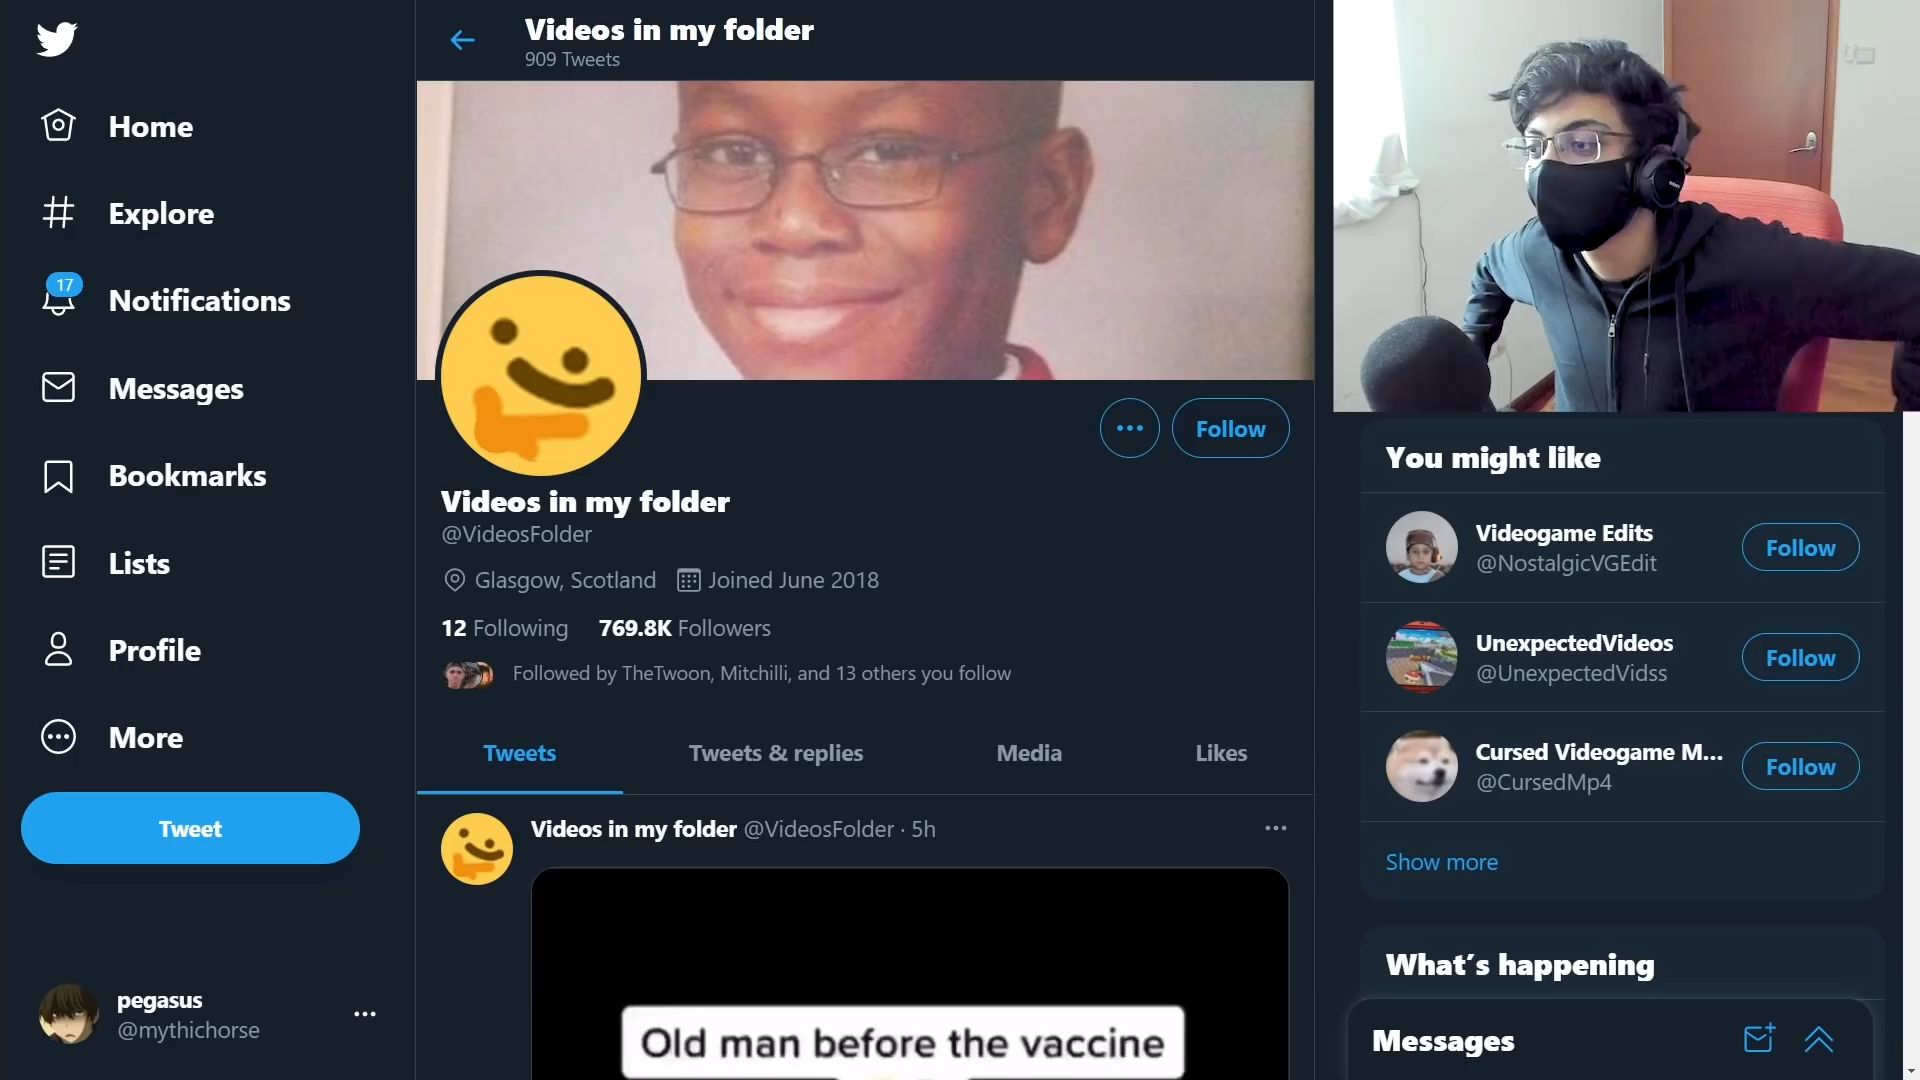 Videos in my folder
909 Tweets
Home
Explore
17
Notifications
Messages
Bookmarks
Lists
Profile
More
Tweet
pegasus
@mythichorse
Follow
Videos in my folder
@VideosFolder
Glasgow, Scotland Joined June 2018
12 Following 769.8K Followers
Followed by TheTwoon, Mitchilli, and 13 others you follow
Tweets Tweets & replies Media Likes
Videos in my folder @VideosFolder · 5h
Old man before the vaccine
You might like
Videogame Edits
@NostalgicVGEdit
Follow
UnexpectedVideos
@UnexpectedVidss
Follow
Cursed Videogame M...
@CursedMp4
Follow
Show more
What's happening
Messages